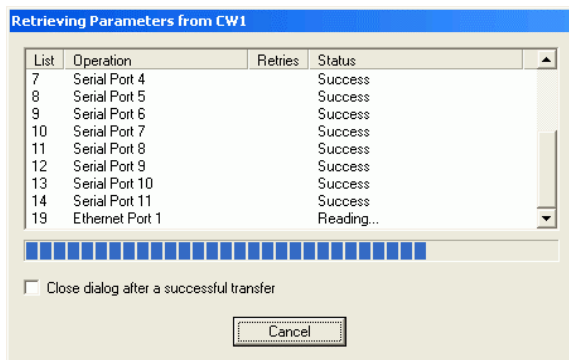 Retrieving Parameters from CW1
List Operation Retries Status
7 Serial Port 4 Success
8 Serial Port 5 Success
9 Serial Port 6 Success
10 Serial Port 7 Success
11 Serial Port 8 Success
12 Serial Port 9 Success
13 Serial Port 10 Success
14 Serial Port 11 Success
19 Ethernet Port 1 Reading...
Close dialog after a successful transfer
Cancel